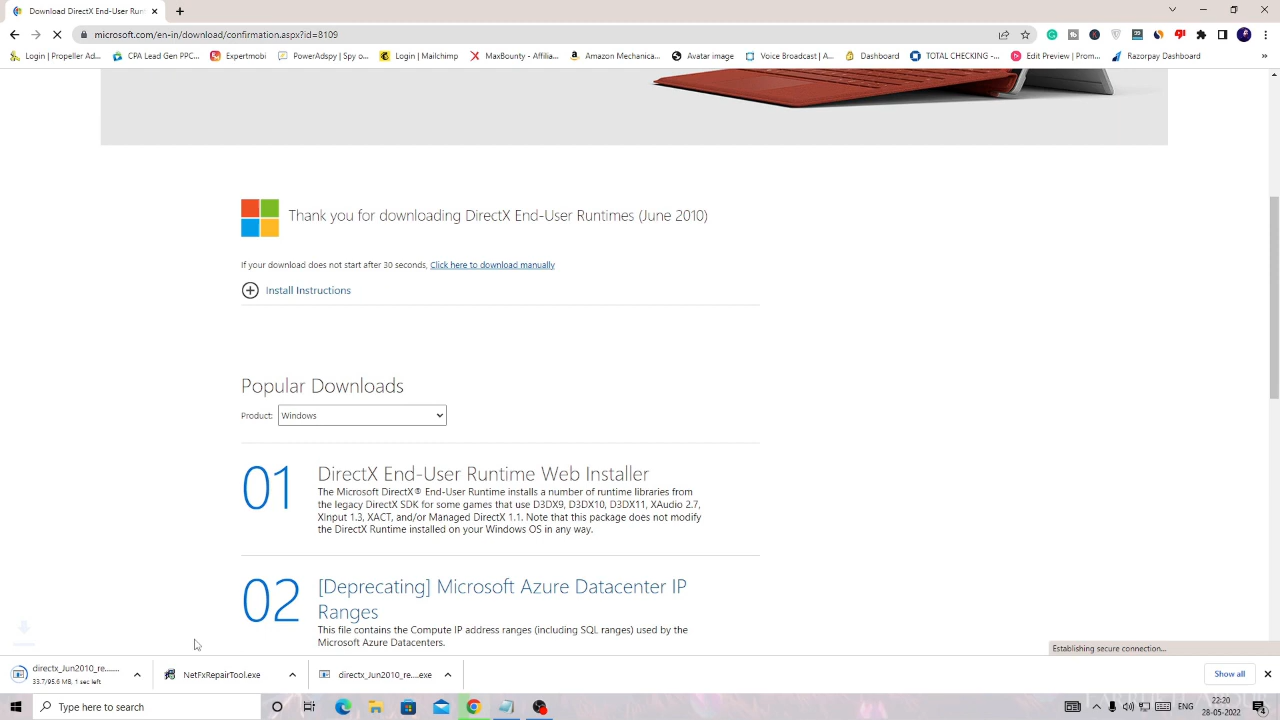 Download DirectX End-User Runt
microsoft.com/en-in/download/confirmation.aspx?id=8109
Login | Propeller Ad...
CPA Lead Gen PPC...
Expertmobi
PowerAdspy | Spy o...
Login | Mailchimp
MaxBounty - Affilia...
Amazon Mechanica...
Avatar image
Voice Broadcast | A...
Dashboard
TOTAL CHECKING -...
Edit Preview | Prom...
Razorpay Dashboard
»
Thank you for downloading DirectX End-User Runtimes (June 2010)
If your download does not start after 30 seconds, Click here to download manually
Install Instructions
Popular Downloads
Product: Windows
01
DirectX End-User Runtime Web Installer
The Microsoft DirectX® End-User Runtime installs a number of runtime libraries from
the legacy DirectX SDK for some games that use D3DX9, D3DX10, D3DX11, XAudio 2.7,
Xinput 1.3, XACT, and/or Managed DirectX 1.1. Note that this package does not modify
the DirectX Runtime installed on your Windows OS in any way.
02
[Deprecating] Microsoft Azure Datacenter IP
Ranges
This file contains the Compute IP address ranges (including SQL ranges) used by the
Microsoft Azure Datacenters.
Establishing secure connection...
directx_Jun2010_re.......
33.7/95.6 MB, 1 sec left
NetFxRepairTool.exe
directx_Jun2010_re....exe
Show all
Type here to search
ENG
22:20
28-05-2022
4